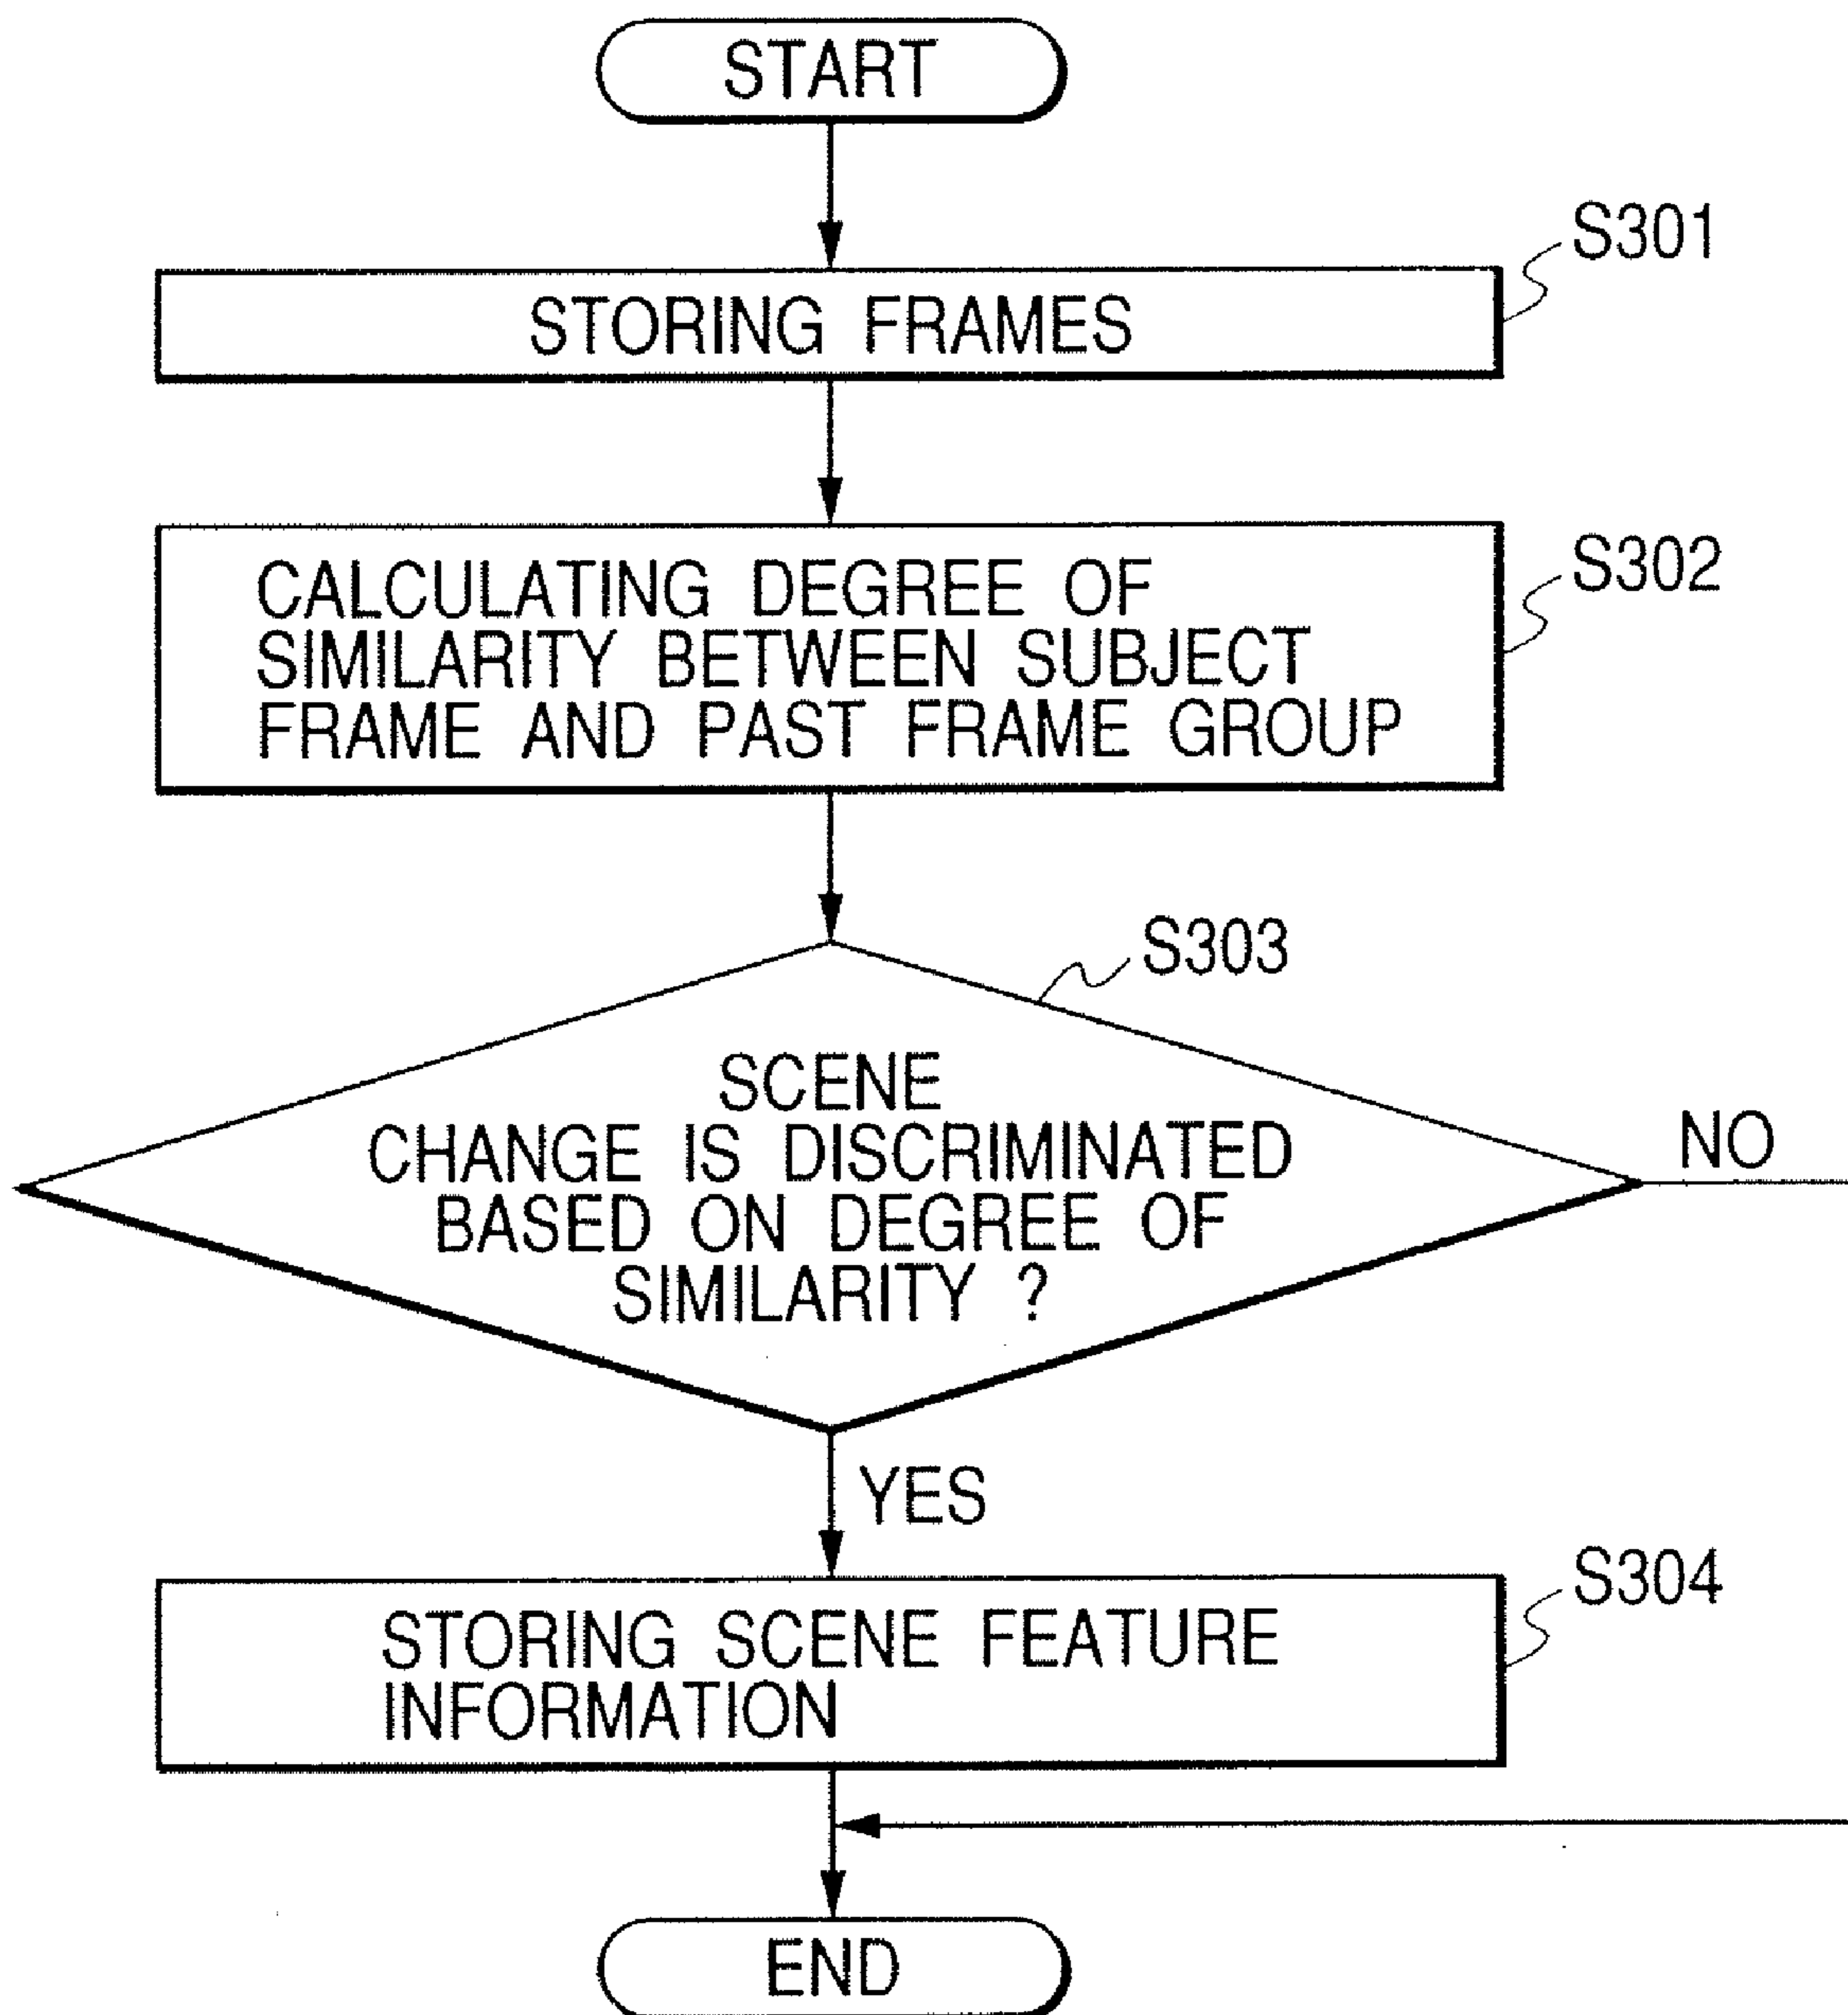 START
S301
STORING FRAMES
S302
CALCULATING DEGREE OF
SIMILARITY BETWEEN SUBJECT
FRAME AND PAST FRAME GROUP
S303
SCENE
CHANGE IS DISCRIMINATED
BASED ON DEGREE OF
SIMILARITY ?
NO
YES
S304
STORING SCENE FEATURE
INFORMATION
END